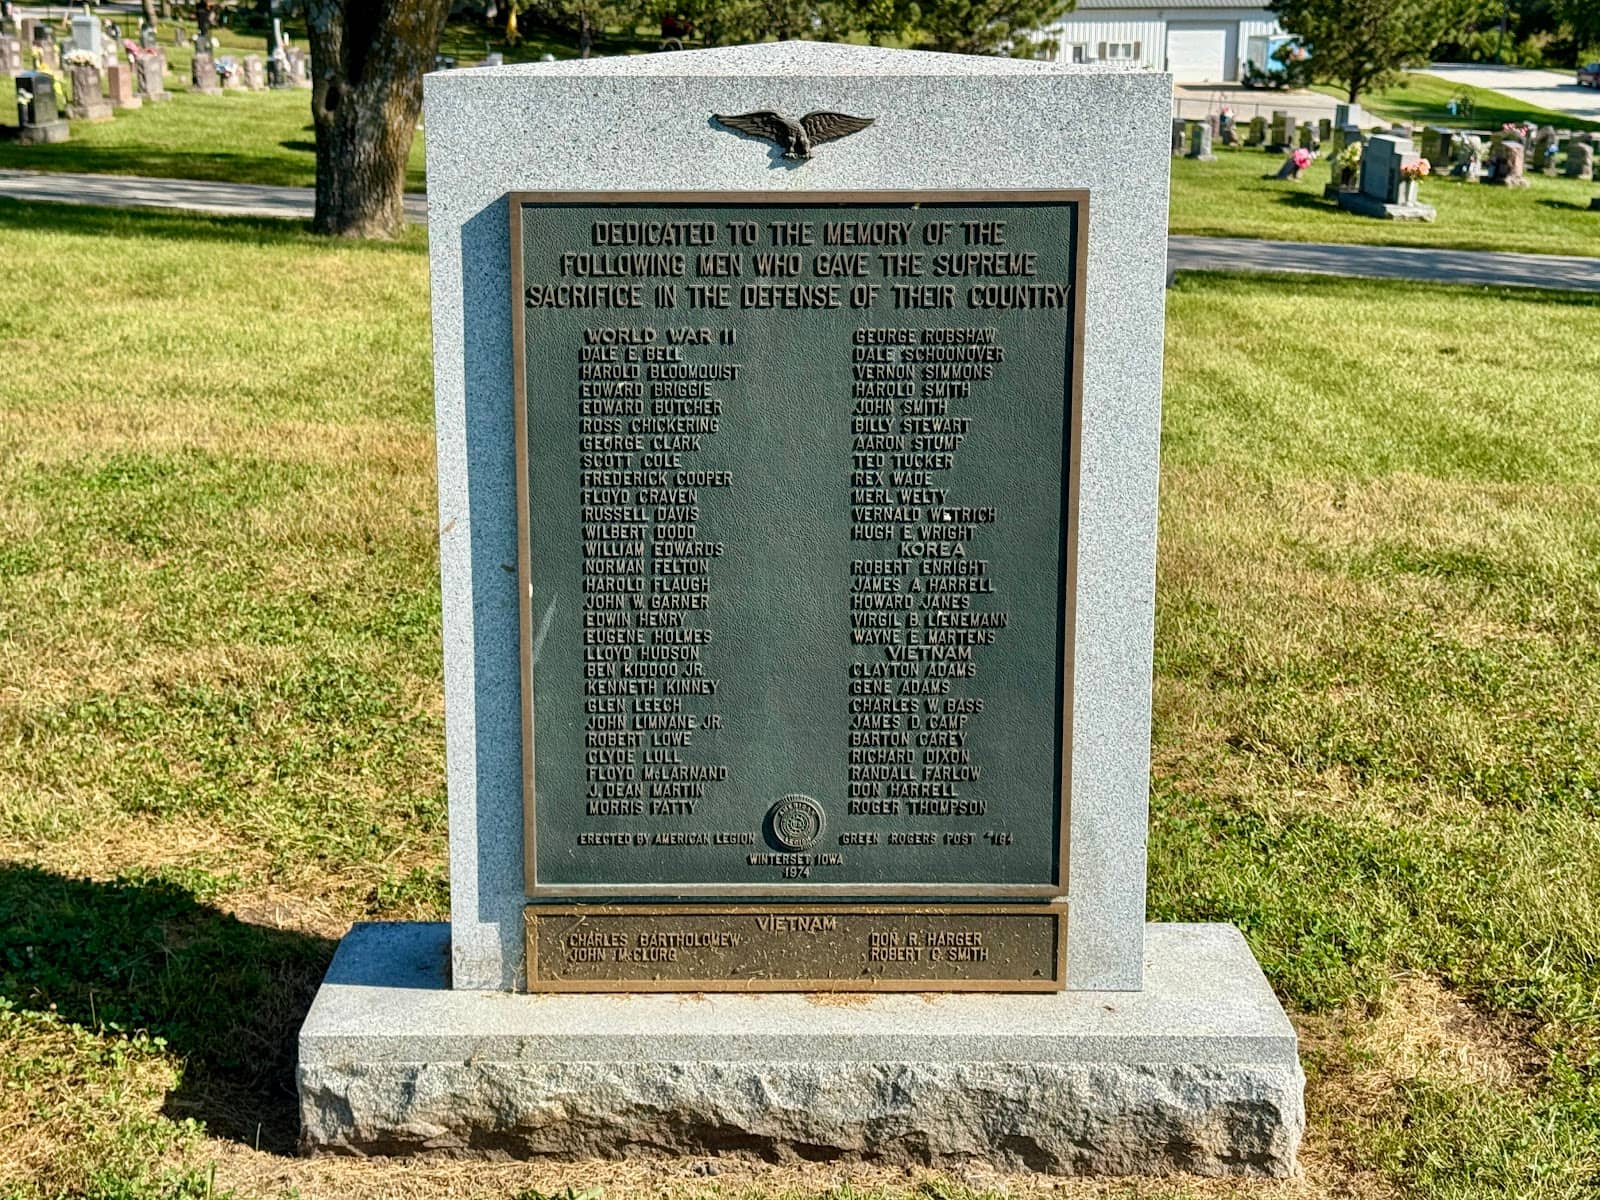 DEDICATED TO THE MEMORY OF THE
FOLLOWING MEN WHO GAVE THE SUPREME
SACRIFICE IN THE DEFENSE OF THEIR COUNTRY
WORLD WAR II
DALE E. BELL
HAROLD BLOOMQUIST
EDWARD BRIGGIE
EDWARD BUTCHER
ROSS CHICKERING
GEORGE CLARK
SCOTT COLE
FREDERICK COOPER
FLOYD CRAVEN
RUSSELL DAVIS
WILBERT DODD
WILLIAM EDWARDS
NORMAN FELTON
HAROLD FLAUGH
JOHN W. GARNER
EDWIN HENRY
EUGENE HOLMES
LLOYD HUDSON
BEN KIDDOO JR.
KENNETH KINNEY
GLEN LEECH
JOHN LIMNANE JR.
ROBERT LOWE
CLYDE LULL
FLOYD McLARNAND
J. DEAN MARTIN
MORRIS PATTY
GEORGE ROBSHAW
DALE SCHOONOVER
VERNON SIMMONS
HAROLD SMITH
JOHN SMITH
BILLY STEWART
AARON STUMP
TED TUCKER
REX WADE
MERL WELTY
VERNALD WETRICH
HUGH E. WRIGHT
KOREA
ROBERT ENRIGHT
JAMES A. HARRELL
HOWARD JANES
VIRGIL B. LIENEMANN
WAYNE E. MARTENS
VIETNAM
CLAYTON ADAMS
GENE ADAMS
CHARLES W. BASS
JAMES D. CAMP
BARTON CAREY
RICHARD DIXON
RANDALL FARLOW
DON HARRELL
ROGER THOMPSON
AMERICAN
LEGION
ERECTED BY AMERICAN LEGION GREEN ROGERS POST #184
WINTERSET, IOWA
1974
VIETNAM
CHARLES BARTHOLOMEW
JOHN McCLURG
DON R. HARGER
ROBERT C. SMITH